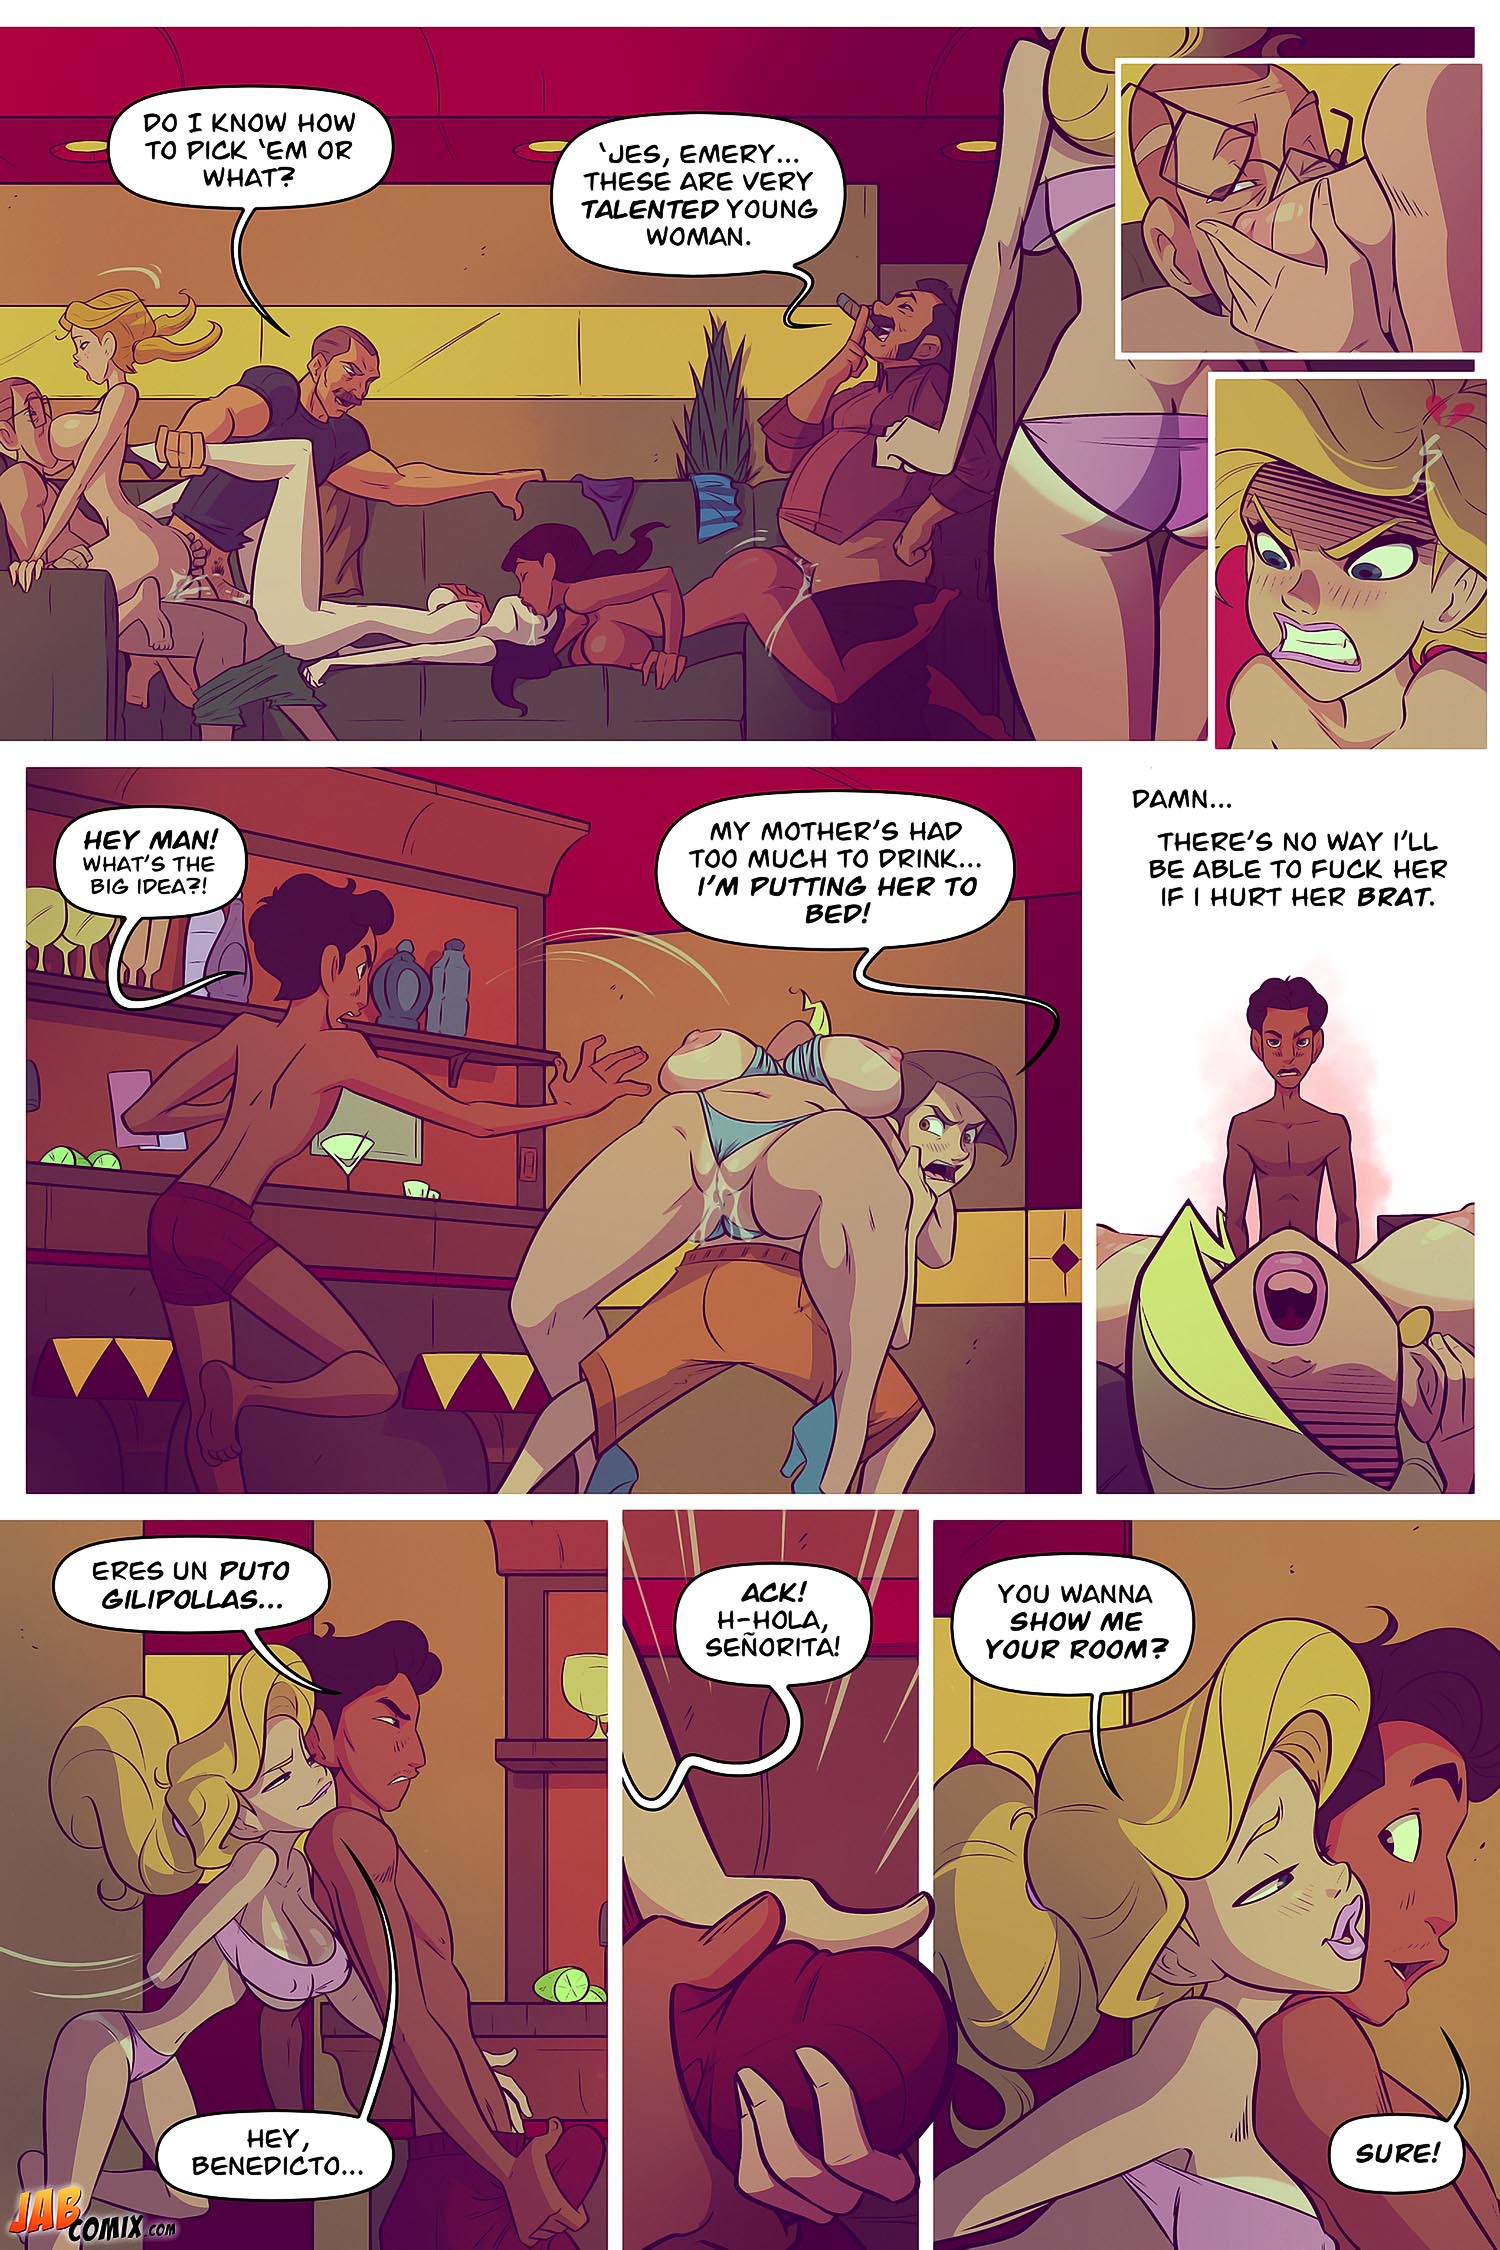 DO I KNOW HOW
TO PICK 'EM OR
WHAT?
'JES, EMERY...
THESE ARE VERY
TALENTED YOUNG
WOMAN.
HEY MAN!
WHAT'S THE
BIG IDEA?!
MY MOTHER'S HAD
TOO MUCH TO DRINK...
I'M PUTTING HER TO
BED!
DAMN...
THERE'S NO WAY I'LL
BE ABLE TO FUCK HER
IF I HURT HER BRAT.
ERES UN PUTO
GILIPOLLAS...
HEY,
BENEDICTO...
ACK!
H-HOLA,
SEÑORITA!
YOU WANNA
SHOW ME
YOUR ROOM?
SURE!
JAB
COMIX.COM